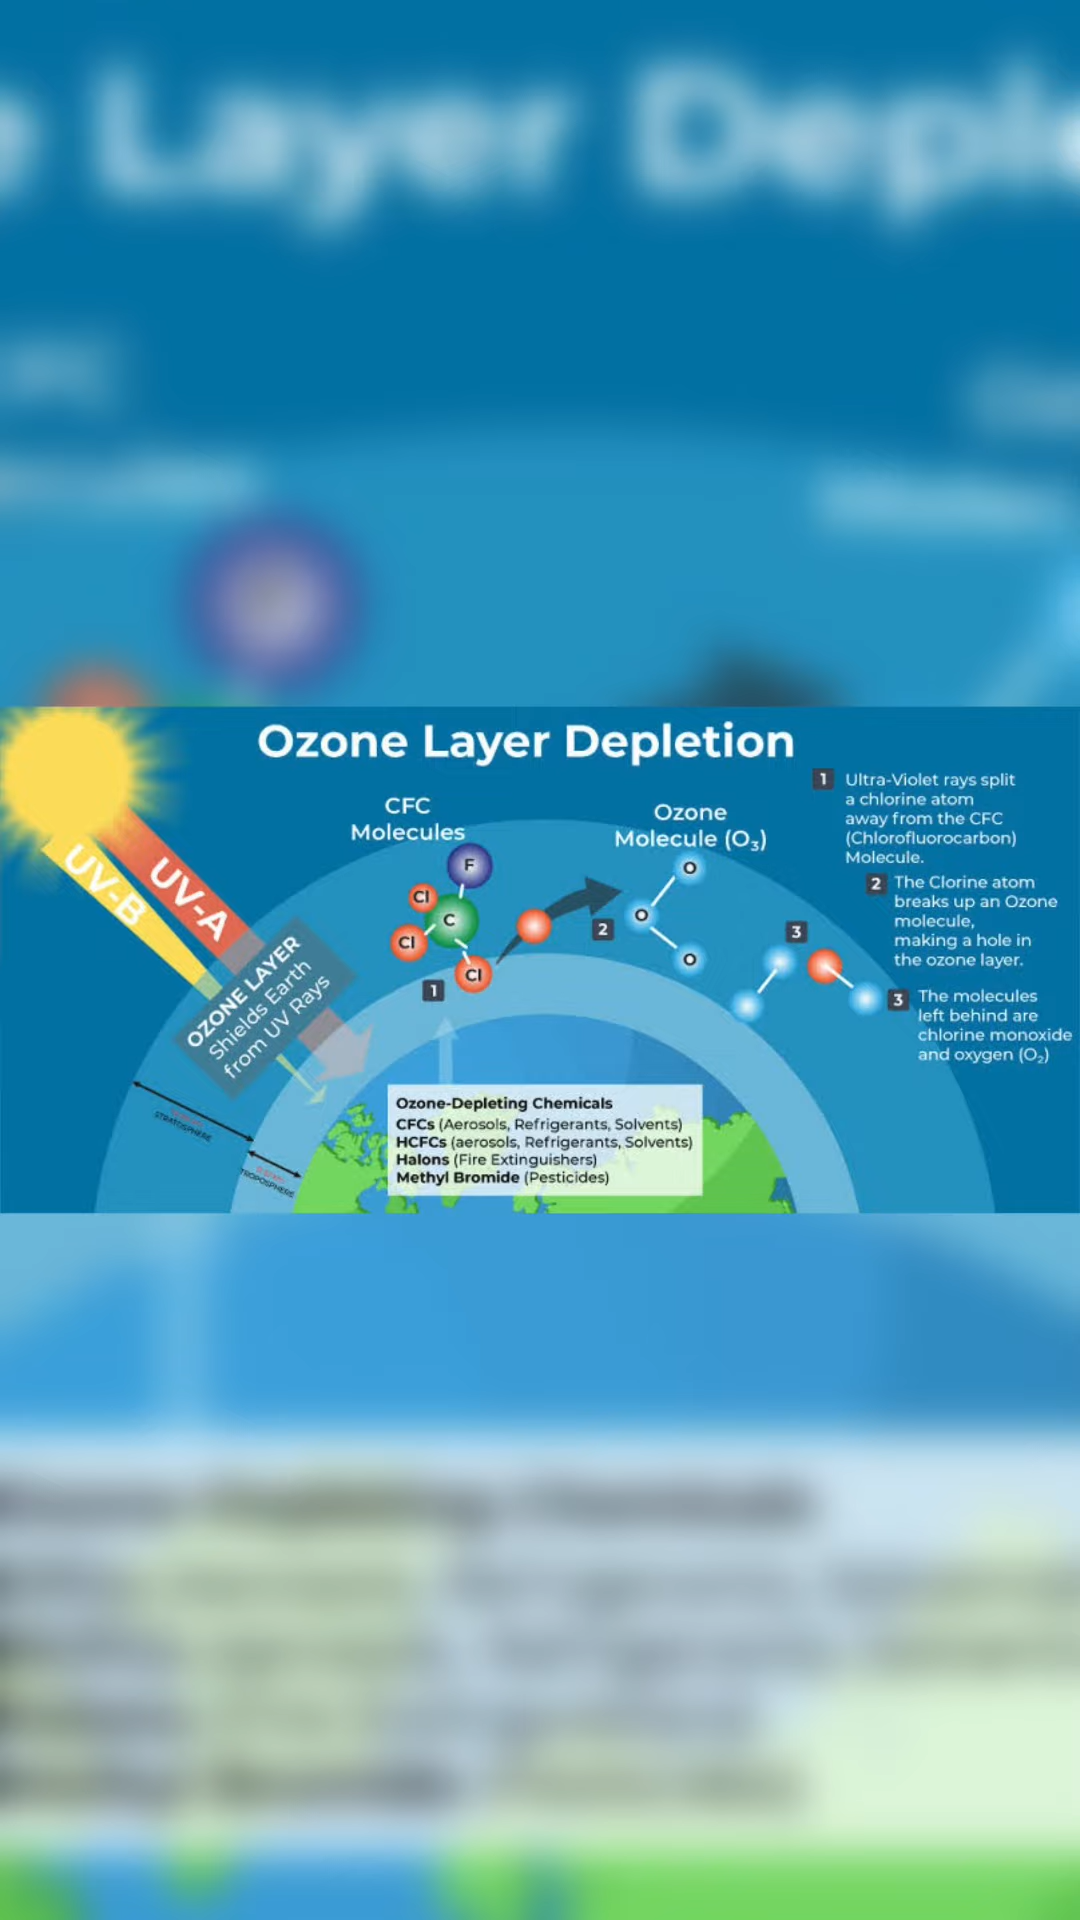 Layer
Ozone Layer Depletion
CFC
Molecules
Ozone
Molecule (O₃)
1 Ultra-Violet rays split
a chlorine atom
away from the CFC
(Chlorofluorocarbon)
Molecule.
2 The Clorine atom
breaks up an Ozone
molecule,
making a hole in
the ozone layer.
3 The molecules
left behind are
chlorine monoxide
and oxygen (O₂)
UV-B
UV-A
OZONE LAYER
Shields Earth
from UV Rays
F
Cl
C
Cl
Cl
1
2
O
O
O
3
STRATOSPHERE
TROPOSPHERE
Ozone-Depleting Chemicals
CFCs (Aerosols, Refrigerants, Solvents)
HCFCs (aerosols, Refrigerants, Solvents)
Halons (Fire Extinguishers)
Methyl Bromide (Pesticides)